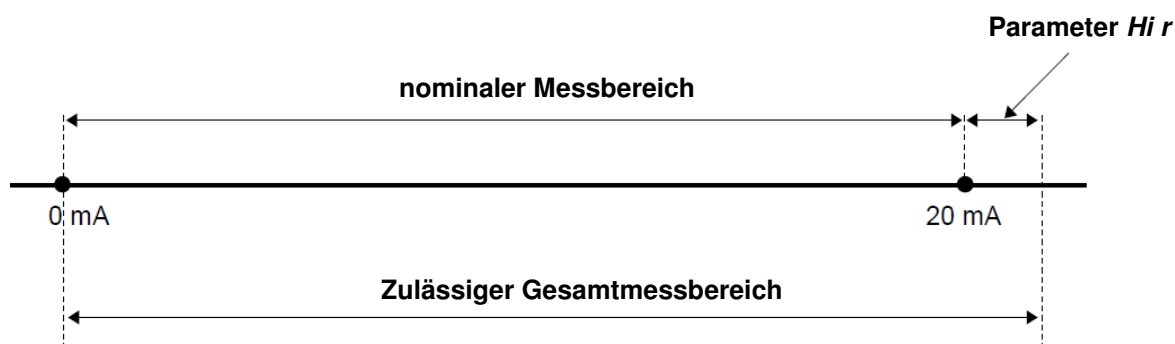 Parameter Hi r
nominaler Messbereich
0 mA
20 mA
Zulässiger Gesamtmessbereich